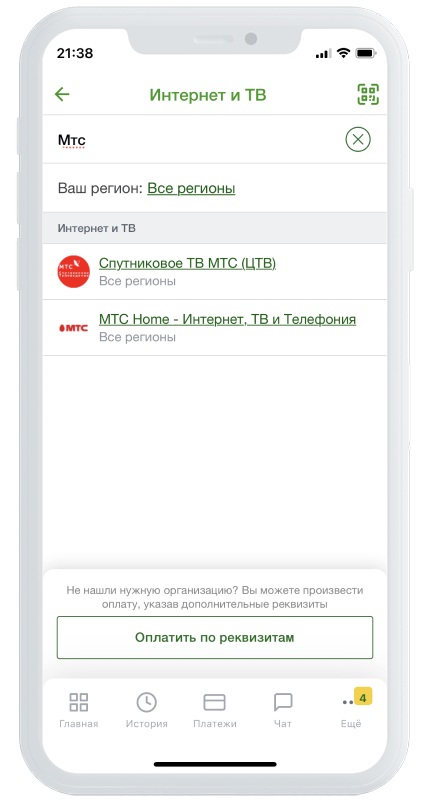 21:38
Интернет и ТВ
Мтс
Ваш регион: Все регионы
Интернет и ТВ
МТС
Спутниковое ТВ МТС (ЦТВ)
Все регионы
МТС
МТС Home - Интернет, ТВ и Телефония
Все регионы
Не нашли нужную организацию? Вы можете произвести
оплату, указав дополнительные реквизиты
Оплатить по реквизитам
4
Главная История Платежи Чат Ещё